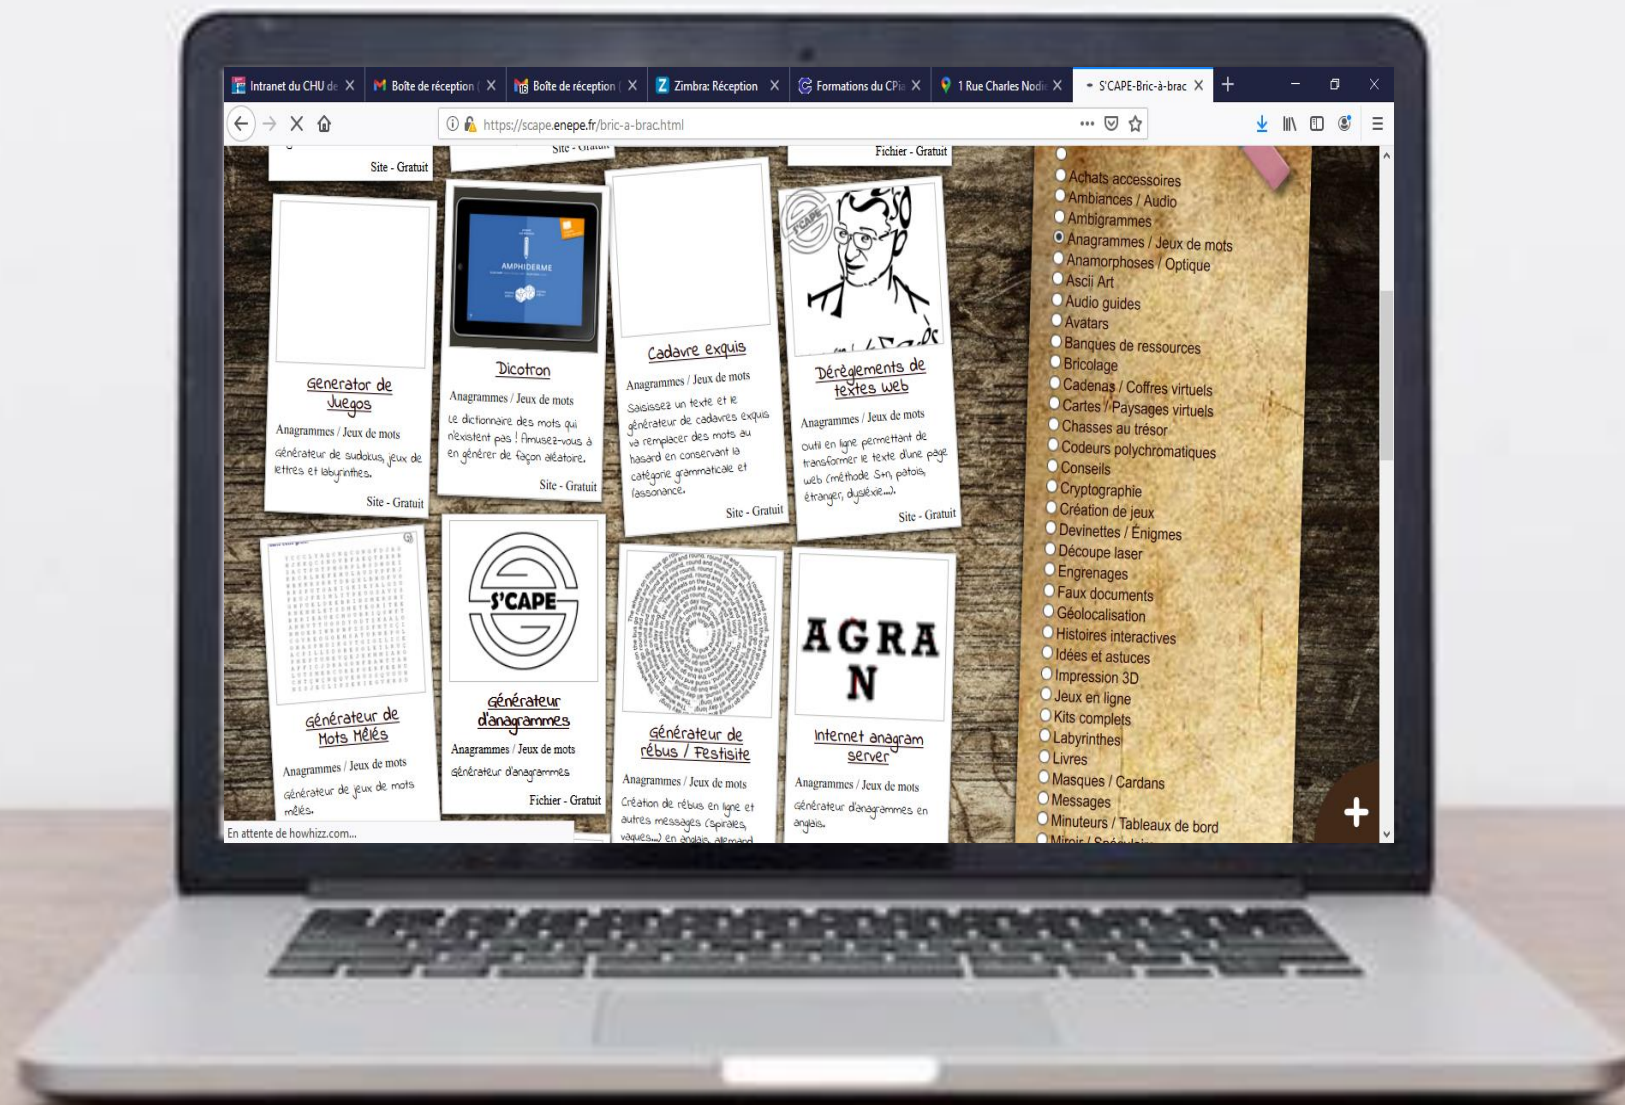 Intranet du CHU de
Boîte de réception (
Boîte de réception (
Zimbra: Réception
Formations du CPia
1 Rue Charles Nodie
S'CAPE-Bric-à-brac
https://scape.enepe.fr/bric-a-brac.html
Site - Gratuit
Site - Gratuit
Fichier - Gratuit
Generator de
Juegos
Anagrammes / Jeux de mots
Générateur de sudokus, jeux de
lettres et labyrinthes.
Site - Gratuit
AMPHIDERME
Dicotron
Anagrammes / Jeux de mots
Le dictionnaire des mots qui
n'existent pas ! Amusez-vous à
en générer de façon aléatoire.
Site - Gratuit
Cadavre exquis
Anagrammes / Jeux de mots
Saisissez un texte et le
générateur de cadavres exquis
va remplacer des mots au
hasard en conservant la
catégorie grammaticale et
l'assonance.
Site - Gratuit
S'CAPE
Dérèglements de
textes web
Anagrammes / Jeux de mots
Outil en ligne permettant de
transformer le texte d'une page
web (méthode S+n, patois,
étranger, dyslexie...).
Site - Gratuit
Générateur de
Mots Mêlés
Anagrammes / Jeux de mots
Générateur de jeux de mots
mêlés.
S'CAPE
Générateur
d'anagrammes
Anagrammes / Jeux de mots
Générateur d'anagrammes
Fichier - Gratuit
Générateur de
rébus / Festisite
Anagrammes / Jeux de mots
Création de rébus en ligne et
autres messages (spirales,
vagues...) en anglais, allemand
AGRA
N
Internet anagram
server
Anagrammes / Jeux de mots
Générateur d'anagrammes en
anglais.
Achats accessoires
Ambiances / Audio
Ambigrammes
Anagrammes / Jeux de mots
Anamorphoses / Optique
Ascii Art
Audio guides
Avatars
Banques de ressources
Bricolage
Cadenas / Coffres virtuels
Cartes / Paysages virtuels
Chasses au trésor
Codeurs polychromatiques
Conseils
Cryptographie
Création de jeux
Devinettes / Énigmes
Découpe laser
Engrenages
Faux documents
Géolocalisation
Histoires interactives
Idées et astuces
Impression 3D
Jeux en ligne
Kits complets
Labyrinthes
Livres
Masques / Cardans
Messages
Minuteurs / Tableaux de bord
En attente de howhizz.com...